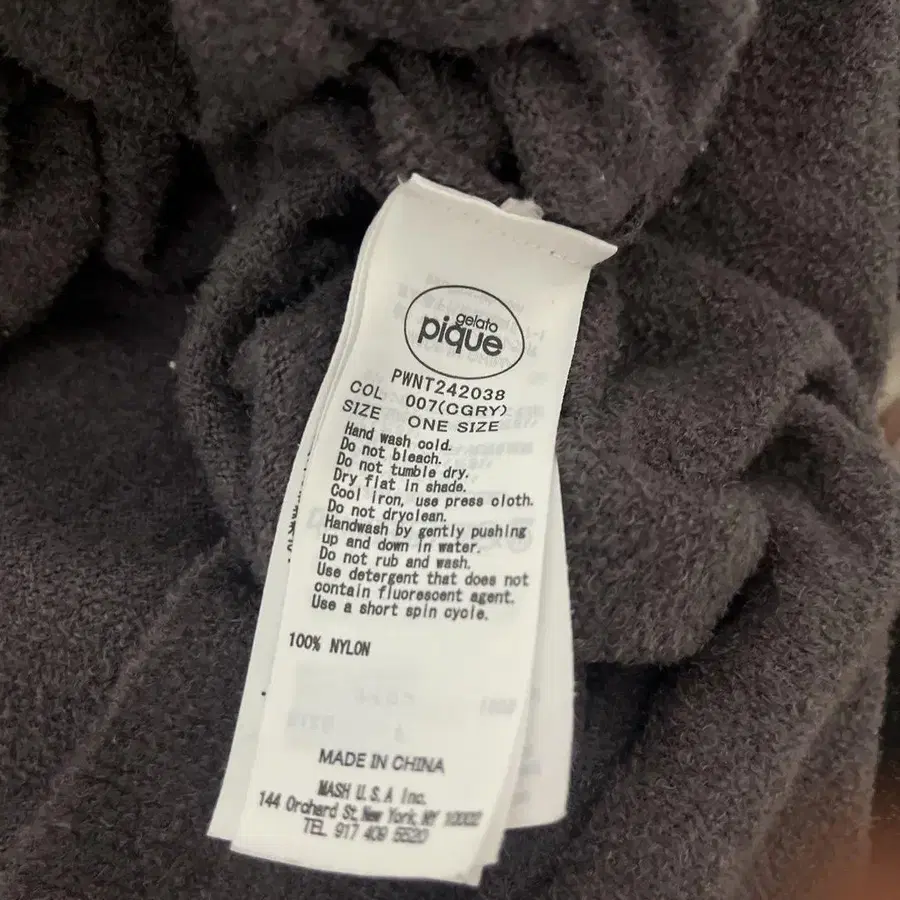 gelato
pique
PWNT242038
COL 007(CGRY)
SIZE ONE SIZE
Hand wash cold.
Do not bleach.
Do not tumble dry.
Dry flat in shade.
Cool iron, use press cloth.
Do not dryclean.
Handwash by gently pushing
up and down in water.
Do not rub and wash.
Use detergent that does not
contain fluorescent agent.
Use a short spin cycle.
100% NYLON
MADE IN CHINA
MASH U.S.A Inc.
144 Orchard St, New York, NY 10002
TEL 917 409 5520